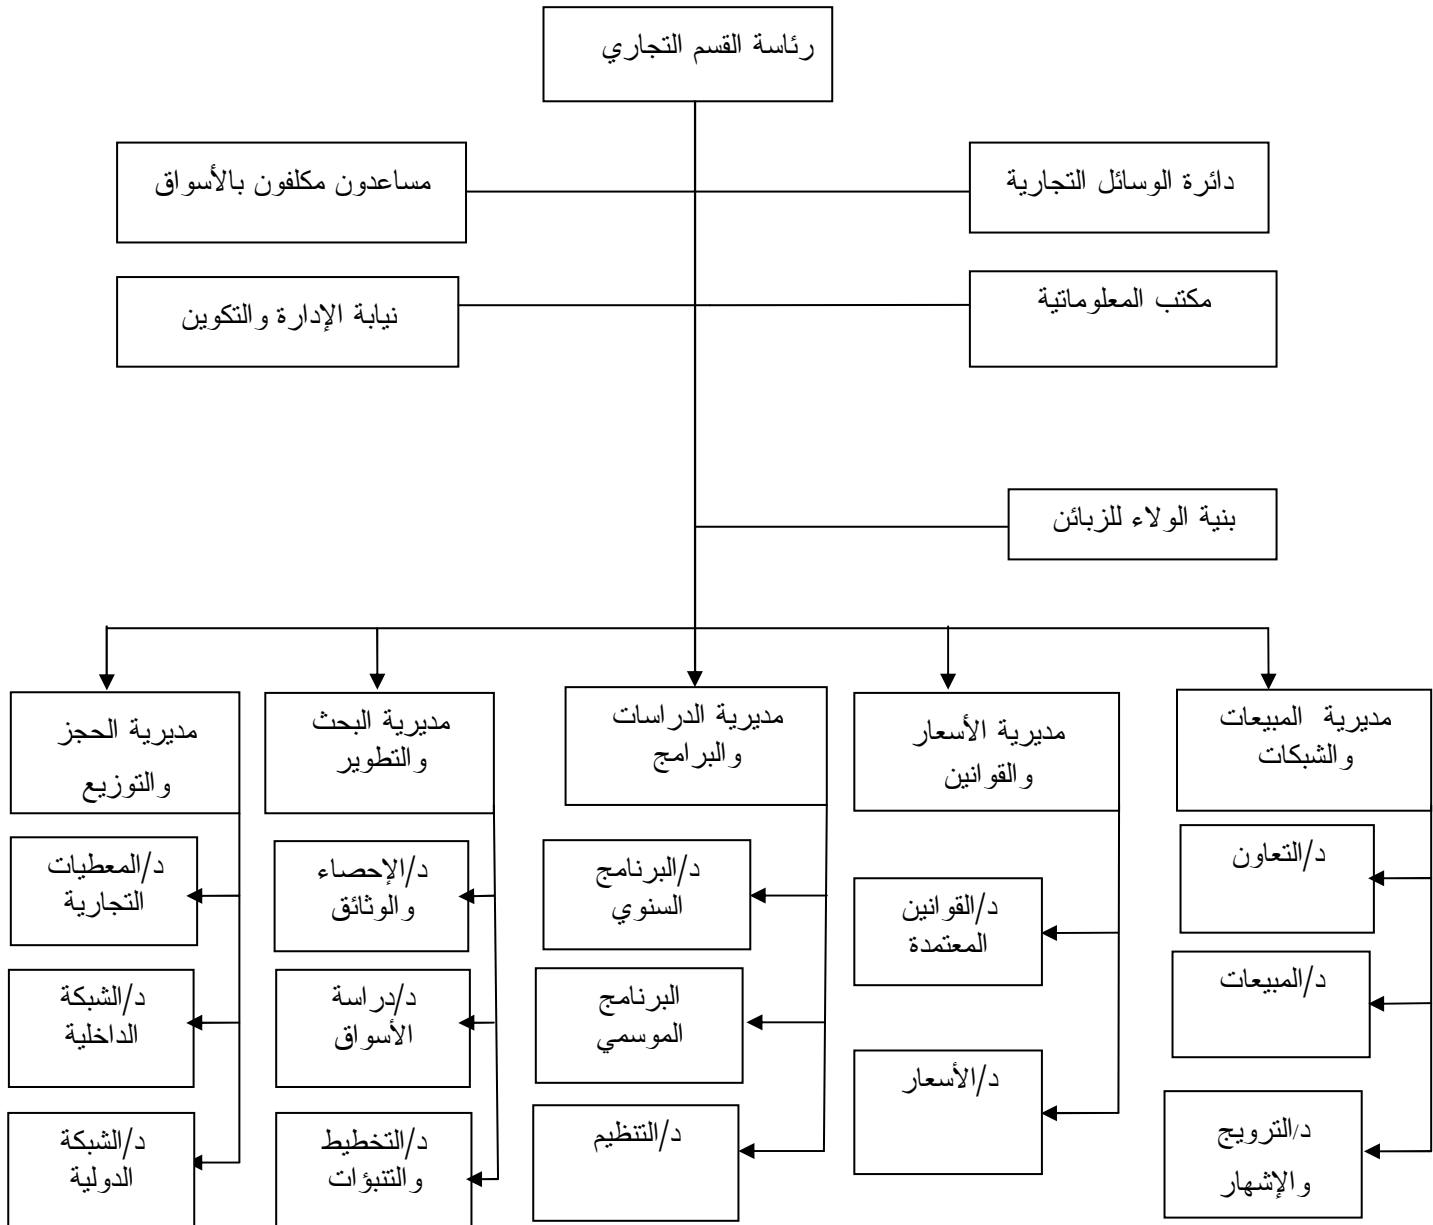 رئاسة القسم التجاري
دائرة الوسائل التجارية
مساعدون مكلفون بالأسواق
مكتب المعلوماتية
نيابة الإدارة والتكوين
بنية الولاء للزبائن
مديرية المبيعات
والشبكات
مديرية الأسعار
والقوانين
مديرية الدراسات
والبرامج
مديرية البحث
والتطوير
مديرية الحجز
والتوزيع
د/التعاون
د/المبيعات
د/الترويج
والإشهار
د/القوانين
المعتمدة
د/الأسعار
د/البرنامج
السنوي
البرنامج
الموسمي
د/التنظيم
د/الإحصاء
والوثائق
د/دراسة
الأسواق
د/التخطيط
والتنبؤات
د/المعطيات
التجارية
د/الشبكة
الداخلية
د/الشبكة
الدولية